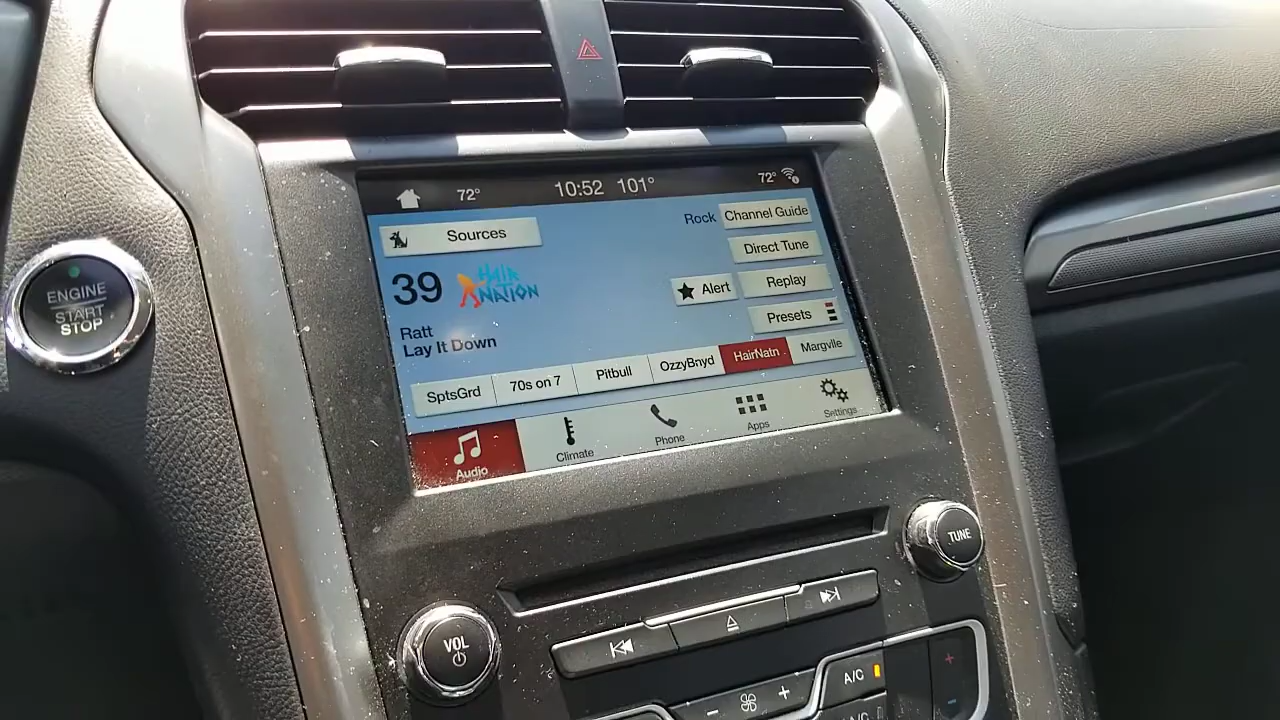 72° 10:52 101° 72°
Sources
Rock
Channel Guide
Direct Tune
39 HAIR NATION
Alert
Replay
Presets
Ratt
Lay It Down
SptsGrd 70s on 7 Pitbull OzzyBnyd HairNatn Margvlle
Audio Climate Phone Apps Settings
ENGINE
START
STOP
TUNE
VOL
A/C
A/C